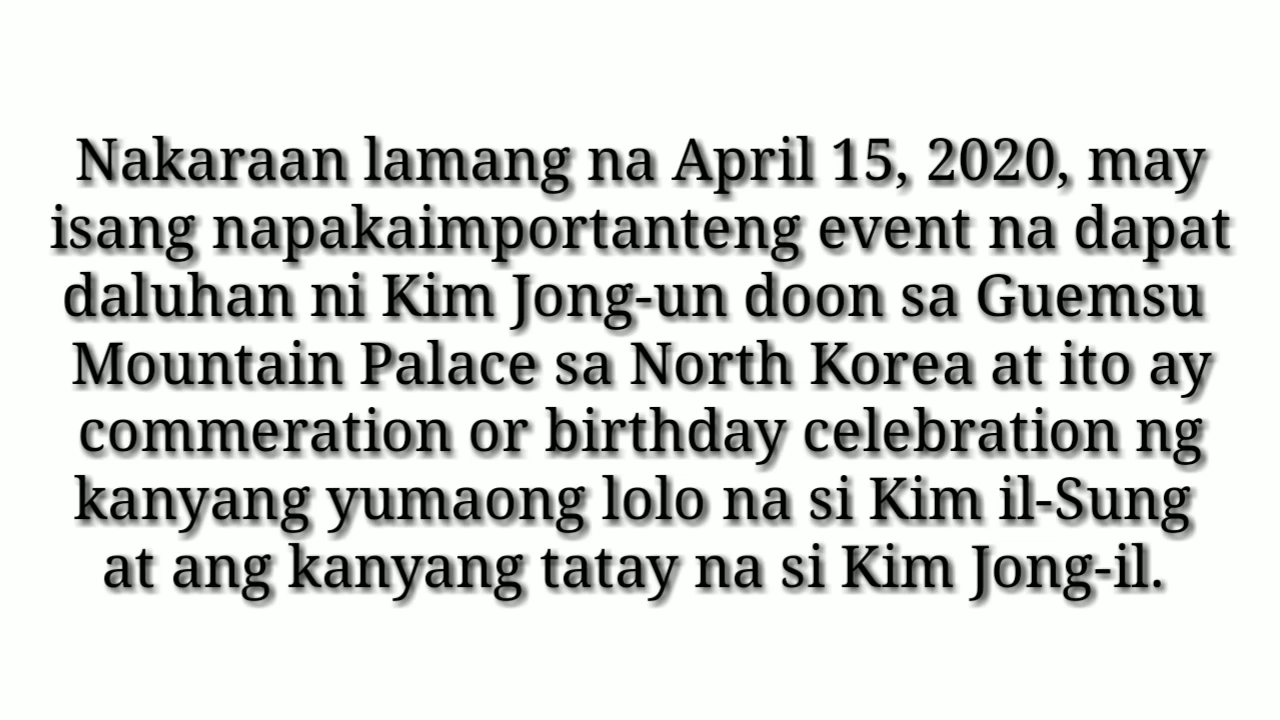 Nakaraan lamang na April 15, 2020, may
isang napakaimportanteng event na dapat
daluhan ni Kim Jong-un doon sa Guemsu
Mountain Palace sa North Korea at ito ay
commeration or birthday celebration ng
kanyang yumaong lolo na si Kim il-Sung
at ang kanyang tatay na si Kim Jong-il.